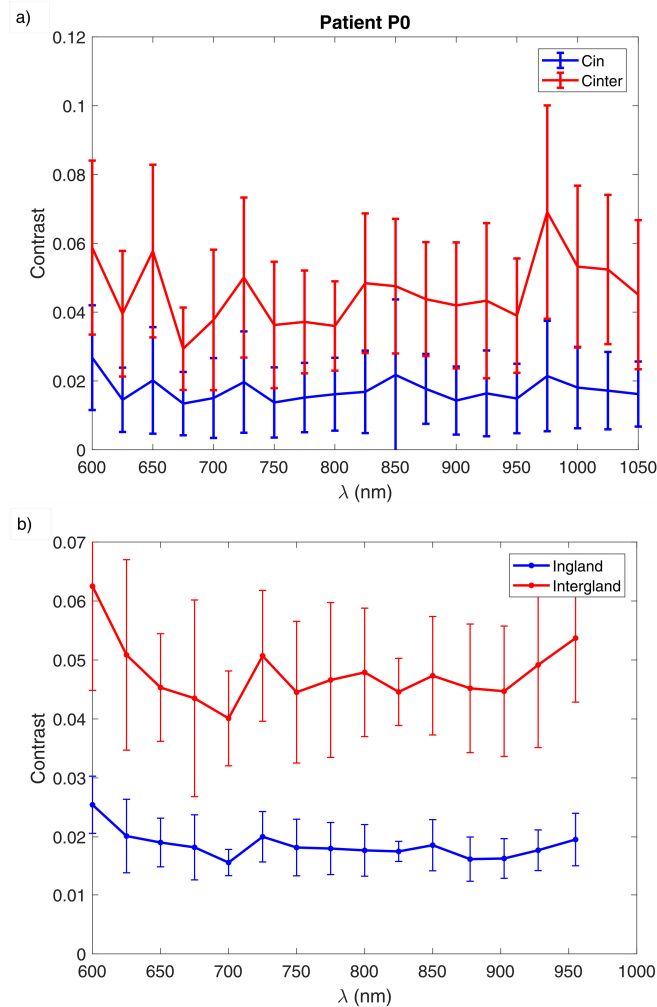 a)
Patient P0
0.12
0.1
0.08
0.06
0.04
0.02
0
Contrast
Cin
Cinter
600 650 700 750 800 850 900 950 1000 1050
λ (nm)
b)
0.07
0.06
0.05
0.04
0.03
0.02
0.01
0
Contrast
Ingland
Intergland
600 650 700 750 800 850 900 950 1000
λ (nm)